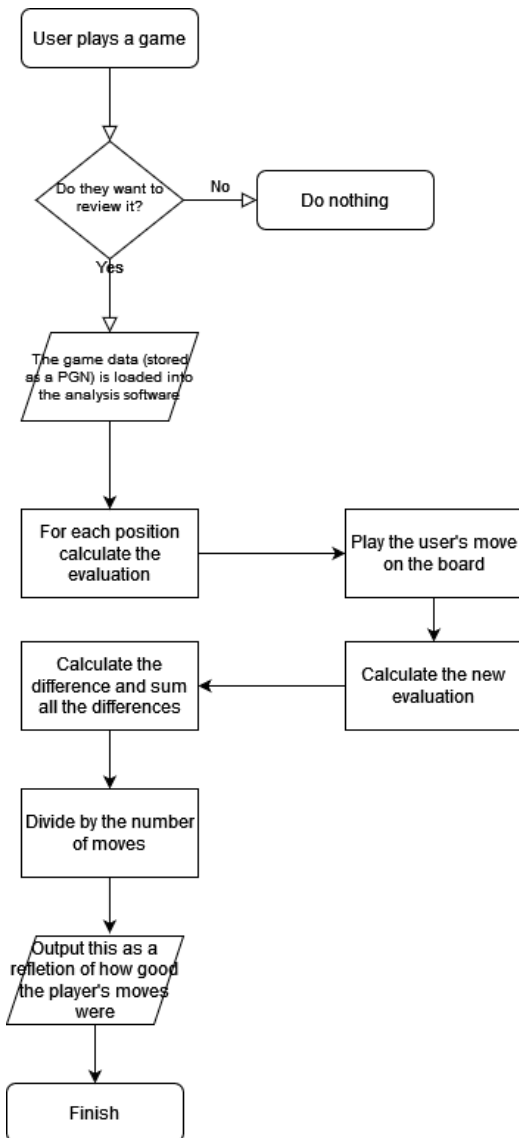 User plays a game
Do they want to
review it?
No
Do nothing
Yes
The game data (stored
as a PGN) is loaded into
the analysis software
For each position
calculate the
evaluation
Play the user's move
on the board
Calculate the
difference and sum
all the differences
Calculate the new
evaluation
Divide by the number
of moves
Output this as a
refletion of how good
the player's moves
were
Finish